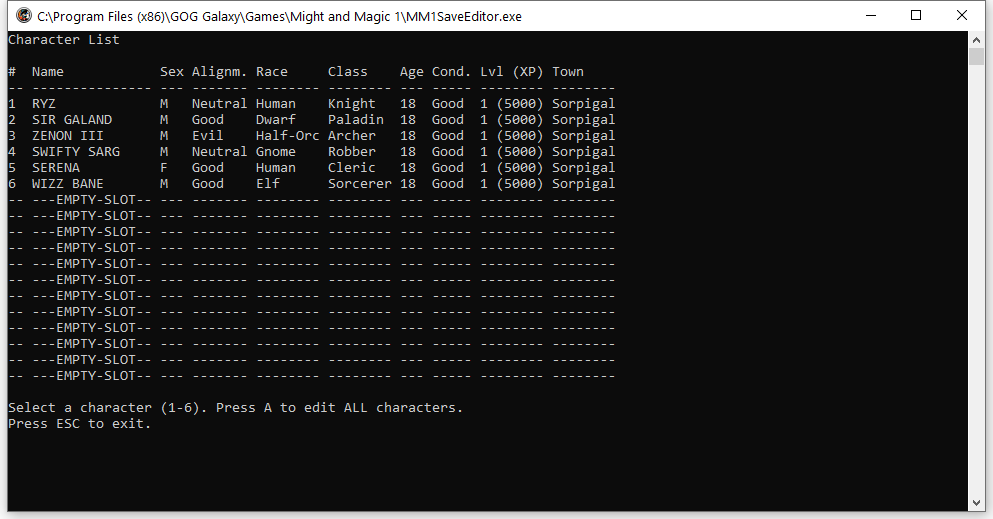 C:\Program Files (x86)\GOG Galaxy\Games\Might and Magic 1\MM1SaveEditor.exe
Character List
#  Name            Sex Alignm. Race     Class    Age Cond. Lvl (XP) Town
-- --------------- --- ------- -------- -------- --- ----- -------- --------
1  RYZ             M   Neutral Human    Knight   18  Good  1 (5000) Sorpigal
2  SIR GALAND      M   Good    Dwarf    Paladin  18  Good  1 (5000) Sorpigal
3  ZENON III       M   Evil    Half-Orc Archer   18  Good  1 (5000) Sorpigal
4  SWIFTY SARG     M   Neutral Gnome    Robber   18  Good  1 (5000) Sorpigal
5  SERENA          F   Good    Human    Cleric   18  Good  1 (5000) Sorpigal
6  WIZZ BANE       M   Good    Elf      Sorcerer 18  Good  1 (5000) Sorpigal
-- ---EMPTY-SLOT-- --- ------- -------- -------- --- ----- -------- --------
-- ---EMPTY-SLOT-- --- ------- -------- -------- --- ----- -------- --------
-- ---EMPTY-SLOT-- --- ------- -------- -------- --- ----- -------- --------
-- ---EMPTY-SLOT-- --- ------- -------- -------- --- ----- -------- --------
-- ---EMPTY-SLOT-- --- ------- -------- -------- --- ----- -------- --------
-- ---EMPTY-SLOT-- --- ------- -------- -------- --- ----- -------- --------
-- ---EMPTY-SLOT-- --- ------- -------- -------- --- ----- -------- --------
-- ---EMPTY-SLOT-- --- ------- -------- -------- --- ----- -------- --------
-- ---EMPTY-SLOT-- --- ------- -------- -------- --- ----- -------- --------
-- ---EMPTY-SLOT-- --- ------- -------- -------- --- ----- -------- --------
-- ---EMPTY-SLOT-- --- ------- -------- -------- --- ----- -------- --------
-- ---EMPTY-SLOT-- --- ------- -------- -------- --- ----- -------- --------
Select a character (1-6). Press A to edit ALL characters.
Press ESC to exit.